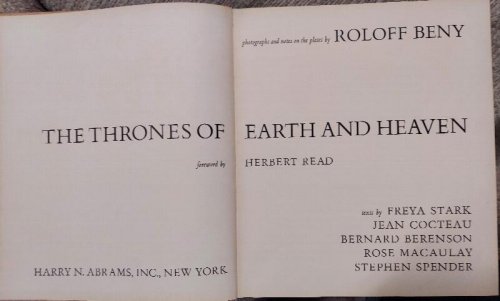 photographs and notes on the plates by ROLOFF BENY
THE THRONES OF EARTH AND HEAVEN
foreword by HERBERT READ
texts by FREYA STARK
JEAN COCTEAU
BERNARD BERENSON
ROSE MACAULAY
STEPHEN SPENDER
HARRY N. ABRAMS, INC., NEW YORK